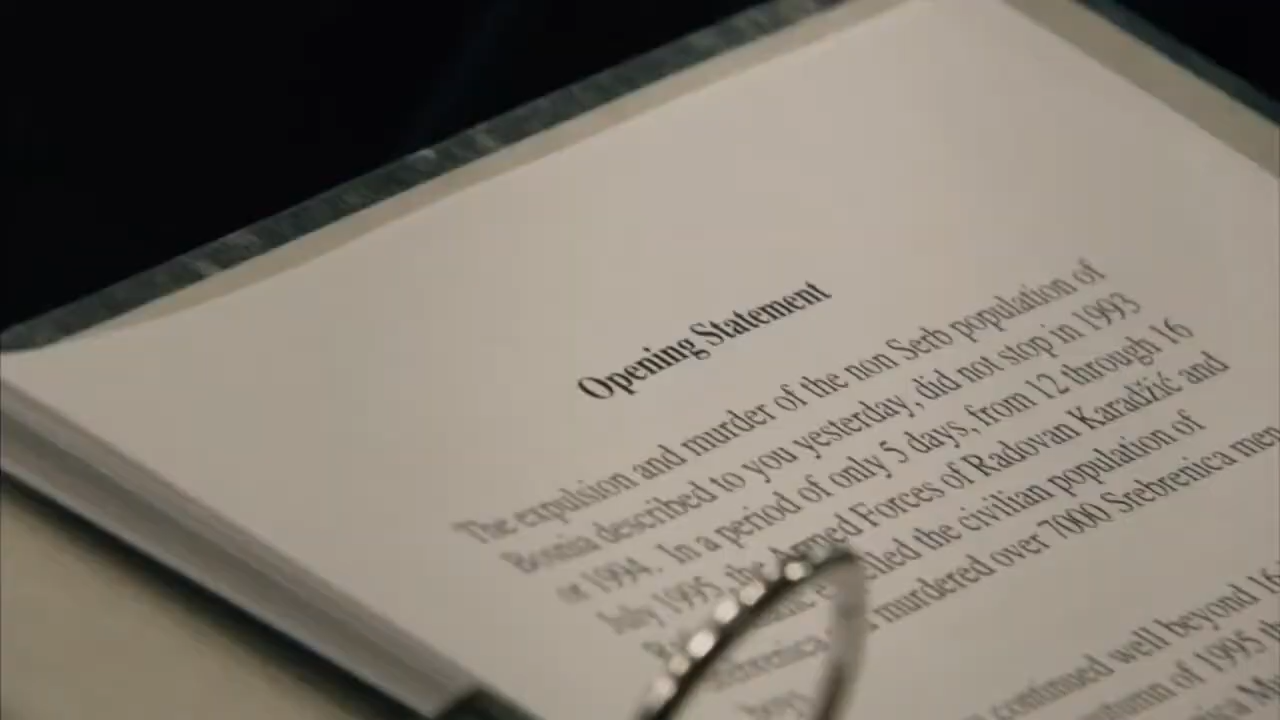 Opening Statement
The expulsion and murder of the non Serb population of
Bosnia described to you yesterday, did not stop in 1993
or 1994. In a period of only 5 days, from 12 through 16
July 1995, the Armed Forces of Radovan Karadžić and
elled the civilian population of
Srebrenica murdered over 7000 Srebrenica men
boys
continued well beyond 16
of 1995